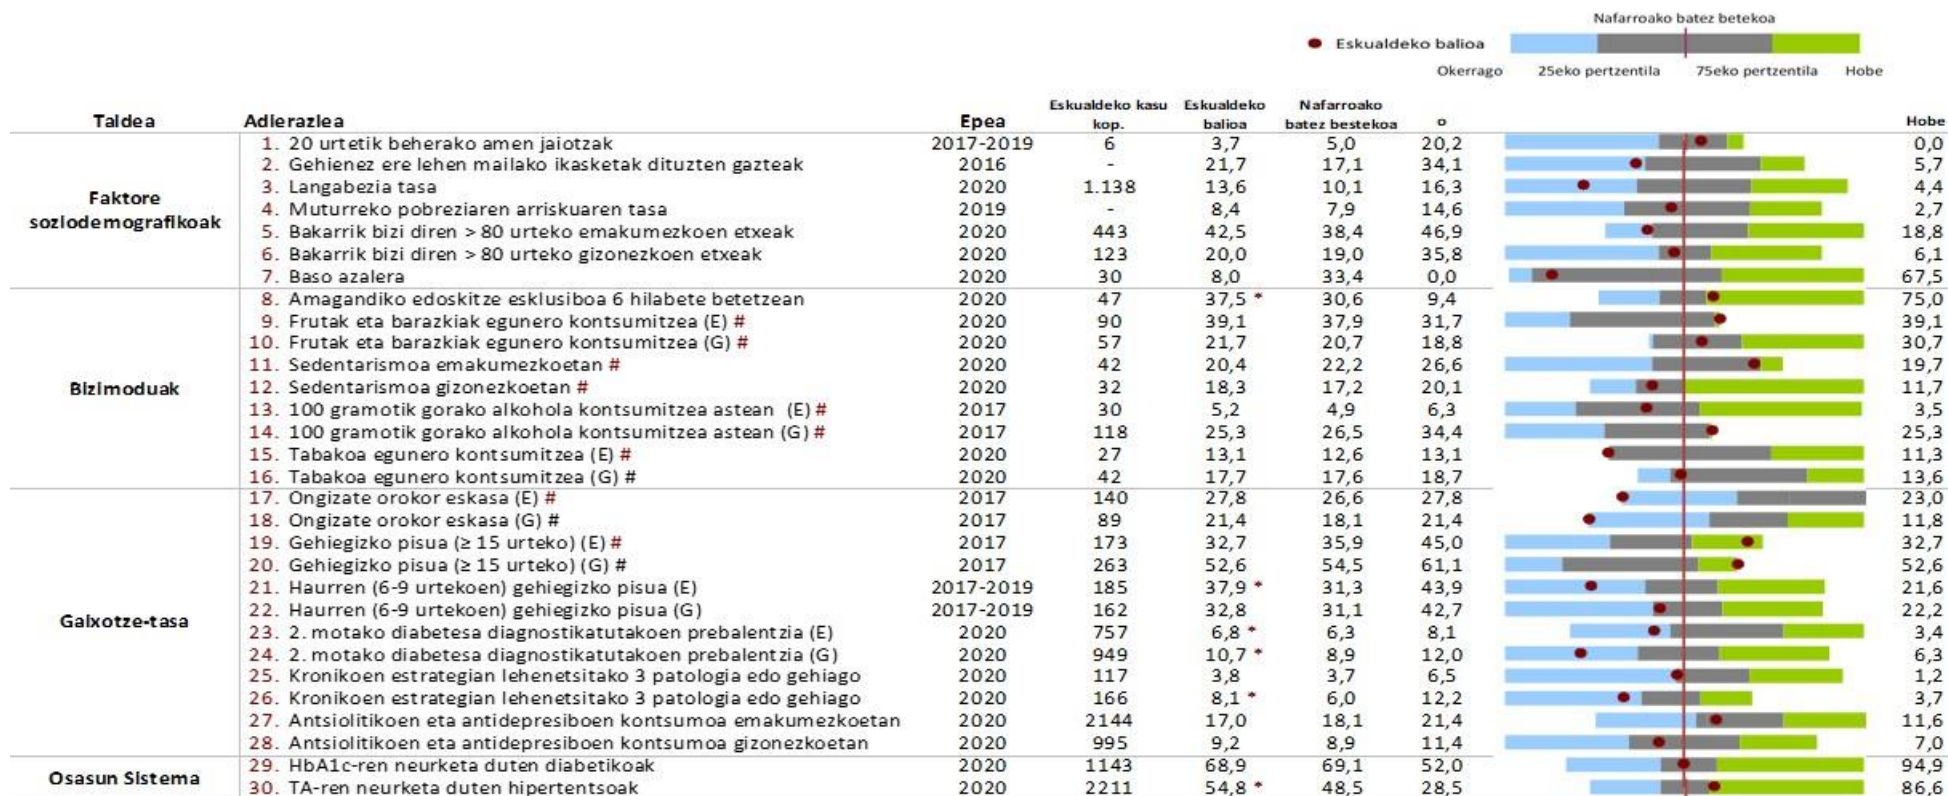 Nafarroako batez betekoa
Eskualdeko balioa
Okerrago 25eko pertzentila 75eko pertzentila Hobe
Taldea Adierazlea Epea Eskualdeko kasu kop. Eskualdeko balioa Nafarroako batez bestekoa o Hobe
Faktore soziodemografikoak
1. 20 urtetik beherako amen jaiotzak 2017-2019 6 3,7 5,0 20,2 0,0
2. Gehienez ere lehen mailako ikasketak dituzten gazteak 2016 - 21,7 17,1 34,1 5,7
3. Langabezia tasa 2020 1.138 13,6 10,1 16,3 4,4
4. Muturreko pobreziaren arriskuaren tasa 2019 - 8,4 7,9 14,6 2,7
5. Bakarrik bizi diren > 80 urteko emakumezkoen etxeak 2020 443 42,5 38,4 46,9 18,8
6. Bakarrik bizi diren > 80 urteko gizonezkoen etxeak 2020 123 20,0 19,0 35,8 6,1
7. Baso azalera 2020 30 8,0 33,4 0,0 67,5
Bizimoduak
8. Amagandiko edoskitze esklusiboa 6 hilabete betetzean 2020 47 37,5 * 30,6 9,4 75,0
9. Frutak eta barazkiak egunero kontsumitzea (E) # 2020 90 39,1 37,9 31,7 39,1
10. Frutak eta barazkiak egunero kontsumitzea (G) # 2020 57 21,7 20,7 18,8 30,7
11. Sedentarismoa emakumezkoetan # 2020 42 20,4 22,2 26,6 19,7
12. Sedentarismoa gizonezkoetan # 2020 32 18,3 17,2 20,1 11,7
13. 100 gramotik gorako alkohola kontsumitzea astean (E) # 2017 30 5,2 4,9 6,3 3,5
14. 100 gramotik gorako alkohola kontsumitzea astean (G) # 2017 118 25,3 26,5 34,4 25,3
15. Tabakoa egunero kontsumitzea (E) # 2020 27 13,1 12,6 13,1 11,3
16. Tabakoa egunero kontsumitzea (G) # 2020 42 17,7 17,6 18,7 13,6
Gaixotze-tasa
17. Ongizate orokor eskasa (E) # 2017 140 27,8 26,6 27,8 23,0
18. Ongizate orokor eskasa (G) # 2017 89 21,4 18,1 21,4 11,8
19. Gehiegizko pisua (≥ 15 urteko) (E) # 2017 173 32,7 35,9 45,0 32,7
20. Gehiegizko pisua (≥ 15 urteko) (G) # 2017 263 52,6 54,5 61,1 52,6
21. Haurren (6-9 urtekoen) gehiegizko pisua (E) 2017-2019 185 37,9 * 31,3 43,9 21,6
22. Haurren (6-9 urtekoen) gehiegizko pisua (G) 2017-2019 162 32,8 31,1 42,7 22,2
23. 2. motako diabetesa diagnostikatutakoen prebalentzia (E) 2020 757 6,8 * 6,3 8,1 3,4
24. 2. motako diabetesa diagnostikatutakoen prebalentzia (G) 2020 949 10,7 * 8,9 12,0 6,3
25. Kronikoen estrategian lehenetsitako 3 patologia edo gehiago 2020 117 3,8 3,7 6,5 1,2
26. Kronikoen estrategian lehenetsitako 3 patologia edo gehiago 2020 166 8,1 * 6,0 12,2 3,7
27. Antsiolitikoen eta antidepresiboen kontsumoa emakumezkoetan 2020 2144 17,0 18,1 21,4 11,6
28. Antsiolitikoen eta antidepresiboen kontsumoa gizonezkoetan 2020 995 9,2 8,9 11,4 7,0
Osasun Sistema
29. HbA1c-ren neurketa duten diabetikoak 2020 1143 68,9 69,1 52,0 94,9
30. TA-ren neurketa duten hipertentsoak 2020 2211 54,8 * 48,5 28,5 86,6